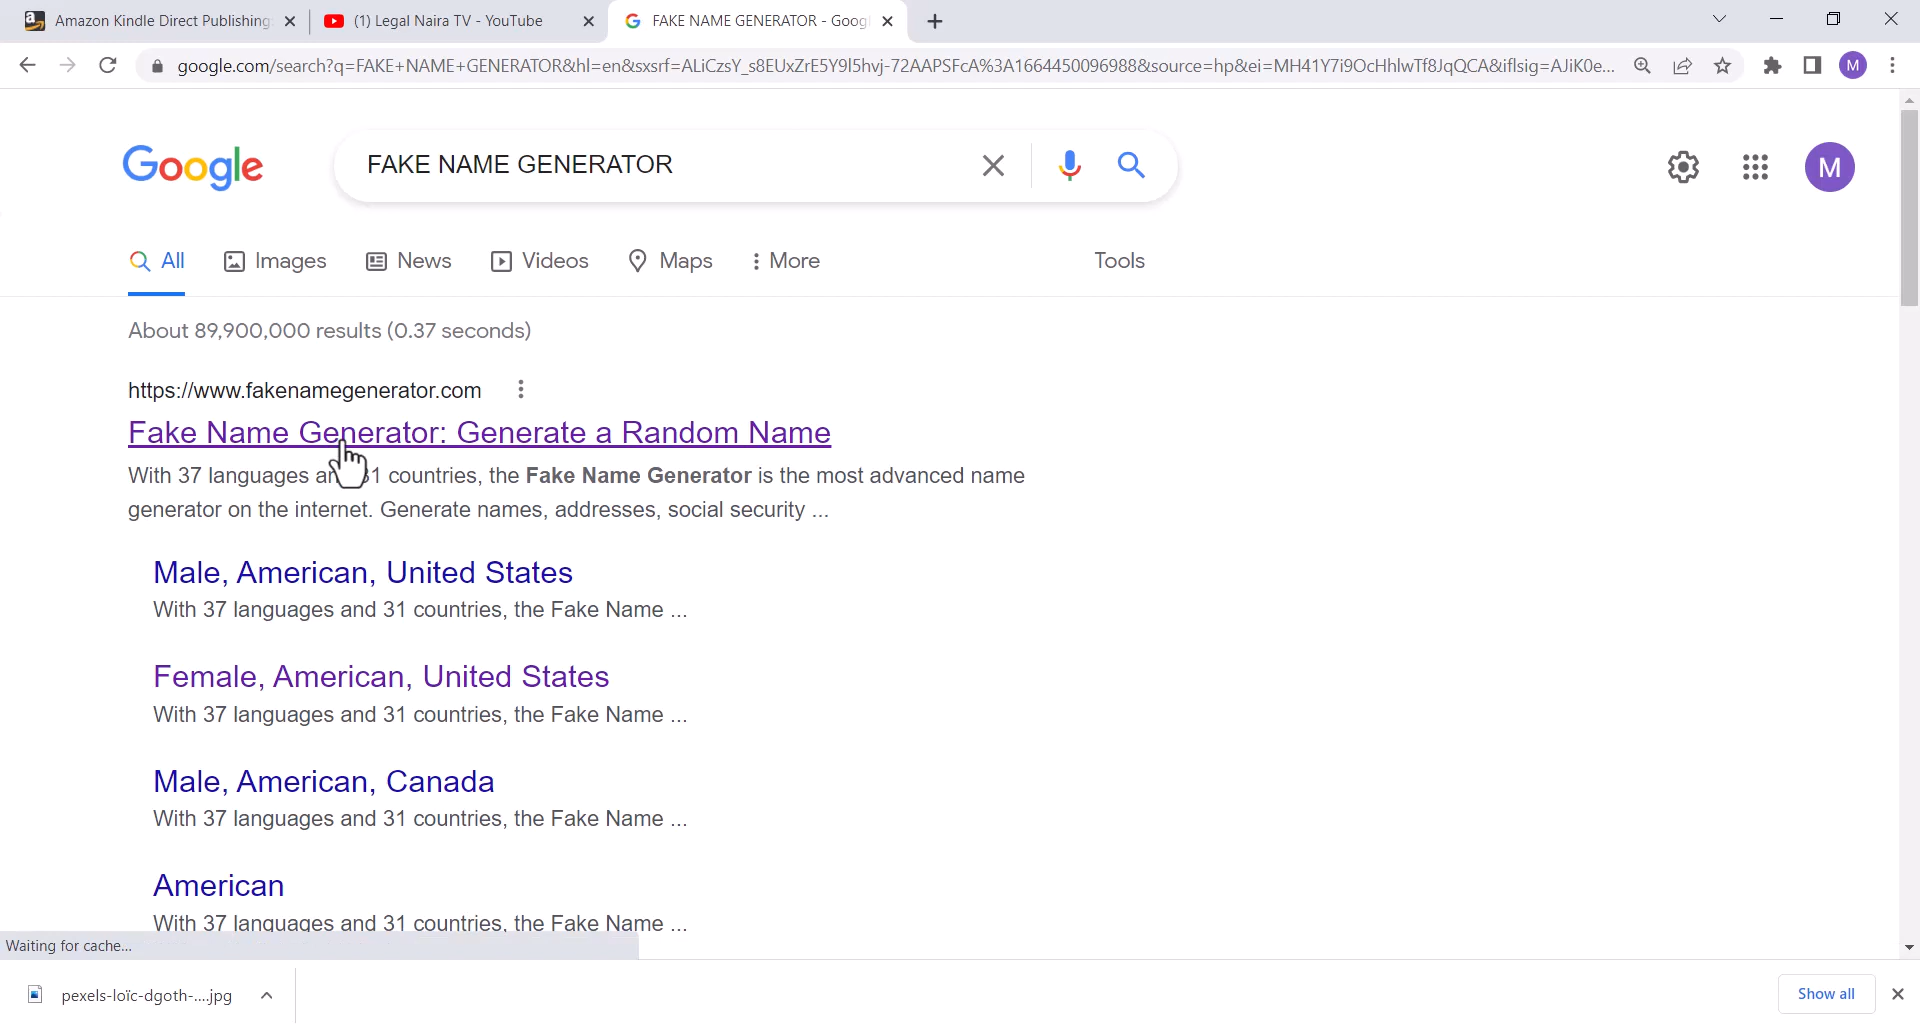 Amazon Kindle Direct Publishing
(1) Legal Naira TV - YouTube
FAKE NAME GENERATOR - Goog
google.com/search?q=FAKE+NAME+GENERATOR&hl=en&sxsrf=ALiCzsY_s8EUxZrE5Y9l5hvj-72AAPSFcA%3A1664450096988&source=hp&ei=MH41Y7i9OcHhlwTf8JqQCA&iflsig=AJiK0e...
M
Google
FAKE NAME GENERATOR
M
All
Images
News
Videos
Maps
More
Tools
About 89,900,000 results (0.37 seconds)
https://www.fakenamegenerator.com
Fake Name Generator: Generate a Random Name
With 37 languages and 31 countries, the Fake Name Generator is the most advanced name
generator on the internet. Generate names, addresses, social security ...
Male, American, United States
With 37 languages and 31 countries, the Fake Name ...
Female, American, United States
With 37 languages and 31 countries, the Fake Name ...
Male, American, Canada
With 37 languages and 31 countries, the Fake Name ...
American
With 37 languages and 31 countries, the Fake Name ...
Waiting for cache...
pexels-loïc-dgoth-....jpg
Show all